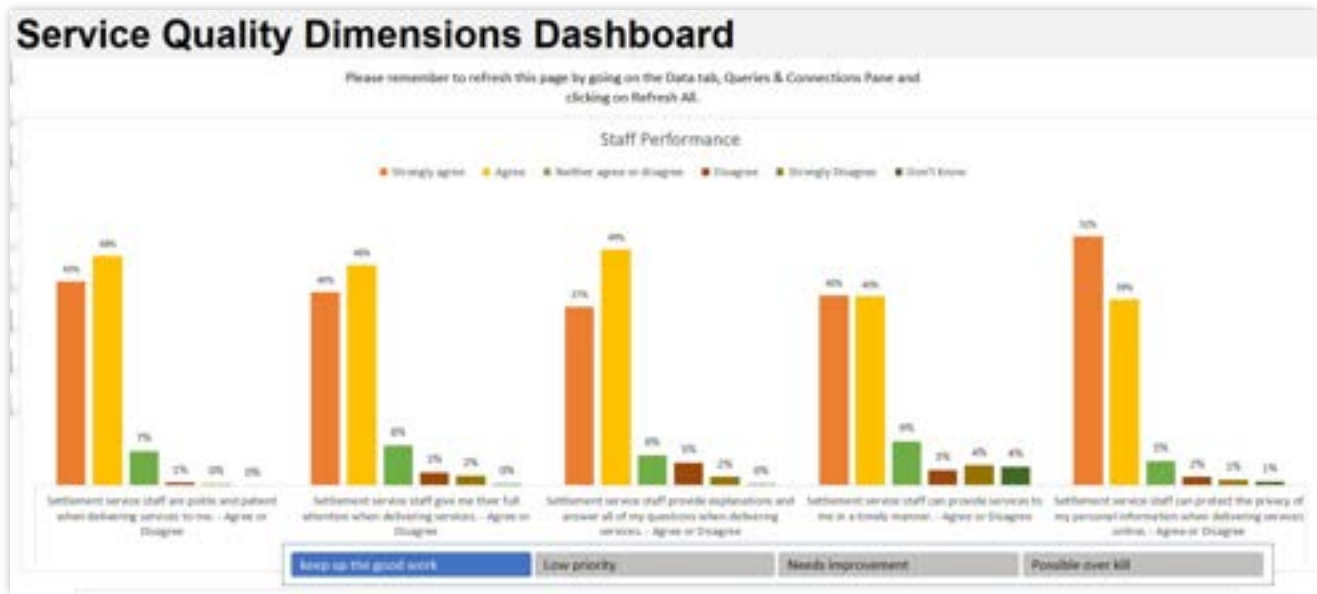 Service Quality Dimensions Dashboard
Please remember to refresh this page by going on the Data tab, Queries & Connections Pane and
clicking on Refresh All.
Staff Performance
Strongly agree Agree Neither agree or disagree Disagree Strongly Disagree Don't Know
7% 1% 0% 0%
46% 2% 0%
49% 5% 2% 0%
40% 40% 9% 3% 4% 4%
39% 5% 2% 1% 1%
Settlement service staff are polite and patient
when delivering services to me. - Agree or
Disagree
Settlement service staff give me their full
attention when delivering services. - Agree or
Disagree
Settlement service staff provide explanations and
answer all of my questions when delivering
services. - Agree or Disagree
Settlement service staff can provide services to
me in a timely manner. - Agree or Disagree
Settlement service staff can protect the privacy of
my personal information when delivering services
online. - Agree or Disagree
keep up the good work
Low priority
Needs improvement
Possible over kill